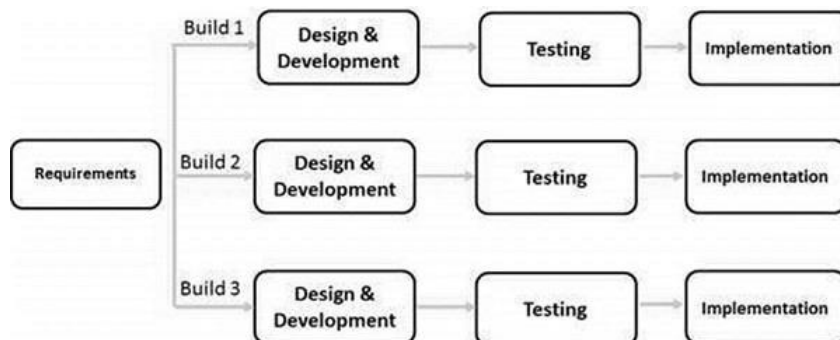 Build 1
Design &
Development
Testing
Implementation
Requirements
Build 2
Design &
Development
Testing
Implementation
Build 3
Design &
Development
Testing
Implementation